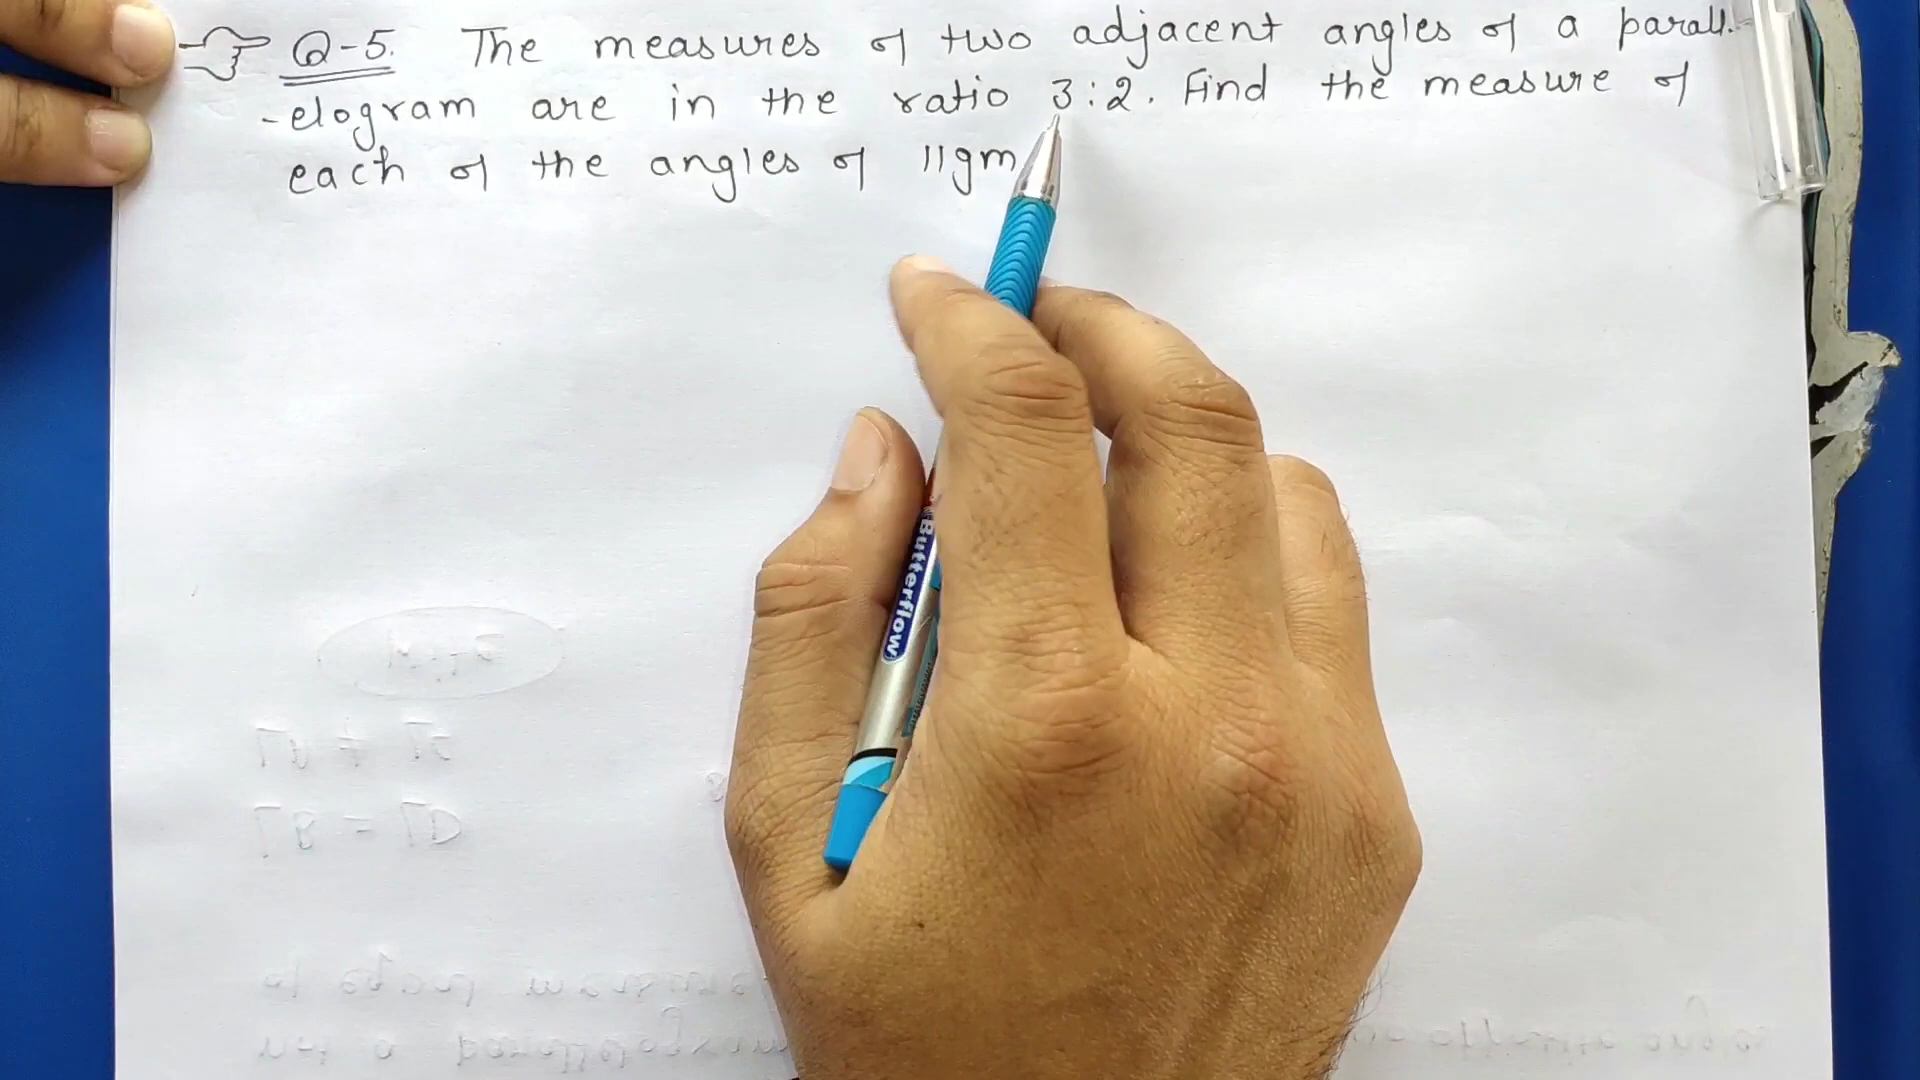 Q-5. The measures of two adjacent angles of a parall.
-elogram are in the ratio 3:2. Find the measure of
each of the angles of ||gm
Butterflow